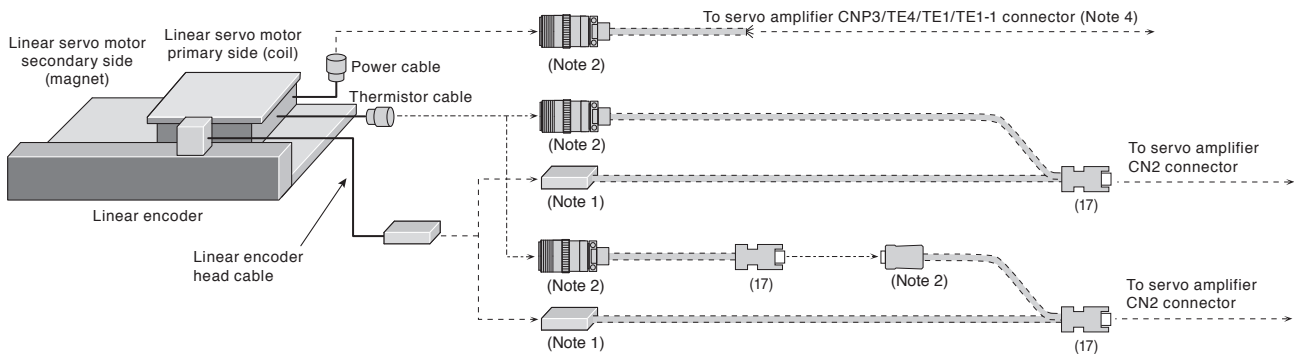 Linear servo motor
secondary side
(magnet)
Linear servo motor
primary side (coil)
Power cable
Thermistor cable
Linear encoder
Linear encoder
head cable
To servo amplifier CNP3/TE4/TE1/TE1-1 connector (Note 4)
(Note 2)
(Note 2)
To servo amplifier
CN2 connector
(Note 1)
(17)
(Note 2)
(17)
(Note 2)
To servo amplifier
CN2 connector
(Note 1)
(17)